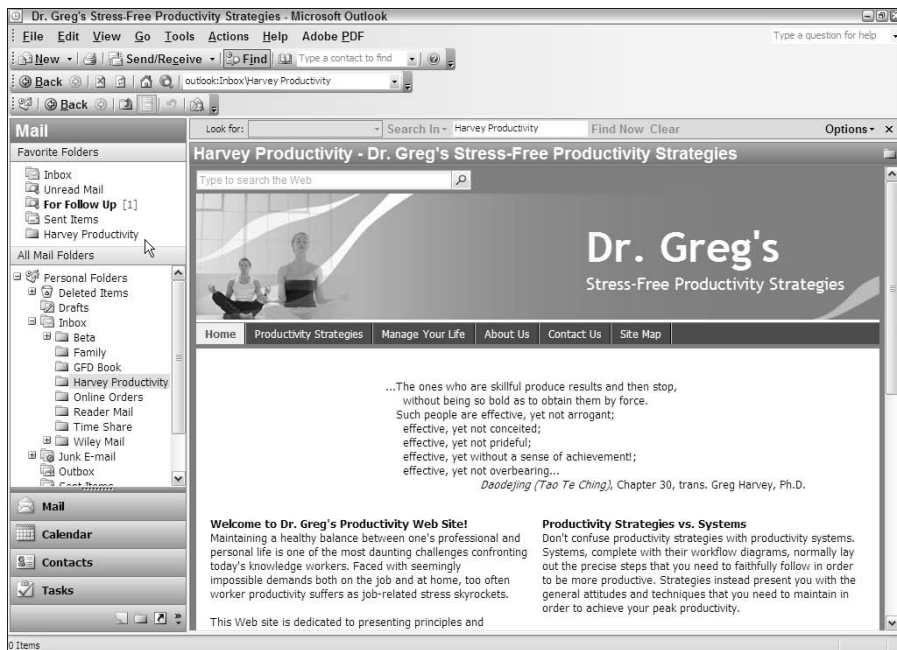 Dr. Greg's Stress-Free Productivity Strategies - Microsoft Outlook
File Edit View Go Tools Actions Help Adobe PDF
Type a question for help
New Send/Receive Find Type a contact to find
Back outlook:Inbox\Harvey Productivity
Back
Mail
Look for: Search In Harvey Productivity Find Now Clear Options
Favorite Folders
Inbox
Unread Mail
For Follow Up [1]
Sent Items
Harvey Productivity
All Mail Folders
Personal Folders
Deleted Items
Drafts
Inbox
Beta
Family
GFD Book
Harvey Productivity
Online Orders
Reader Mail
Time Share
Wiley Mail
Junk E-mail
Outbox
Sent Items
Mail
Calendar
Contacts
Tasks
0 Items
Harvey Productivity - Dr. Greg's Stress-Free Productivity Strategies
Type to search the Web
Dr. Greg's
Stress-Free Productivity Strategies
Home Productivity Strategies Manage Your Life About Us Contact Us Site Map
...The ones who are skillful produce results and then stop,
without being so bold as to obtain them by force.
Such people are effective, yet not arrogant;
effective, yet not conceited;
effective, yet not prideful;
effective, yet without a sense of achievement!;
effective, yet not overbearing...
Daodejing (Tao Te Ching), Chapter 30, trans. Greg Harvey, Ph.D.
Welcome to Dr. Greg's Productivity Web Site!
Maintaining a healthy balance between one's professional and
personal life is one of the most daunting challenges confronting
today's knowledge workers. Faced with seemingly
impossible demands both on the job and at home, too often
worker productivity suffers as job-related stress skyrockets.
This Web site is dedicated to presenting principles and
Productivity Strategies vs. Systems
Don't confuse productivity strategies with productivity systems.
Systems, complete with their workflow diagrams, normally lay
out the precise steps that you need to faithfully follow in order
to be more productive. Strategies instead present you with the
general attitudes and techniques that you need to maintain in
order to achieve your peak productivity.